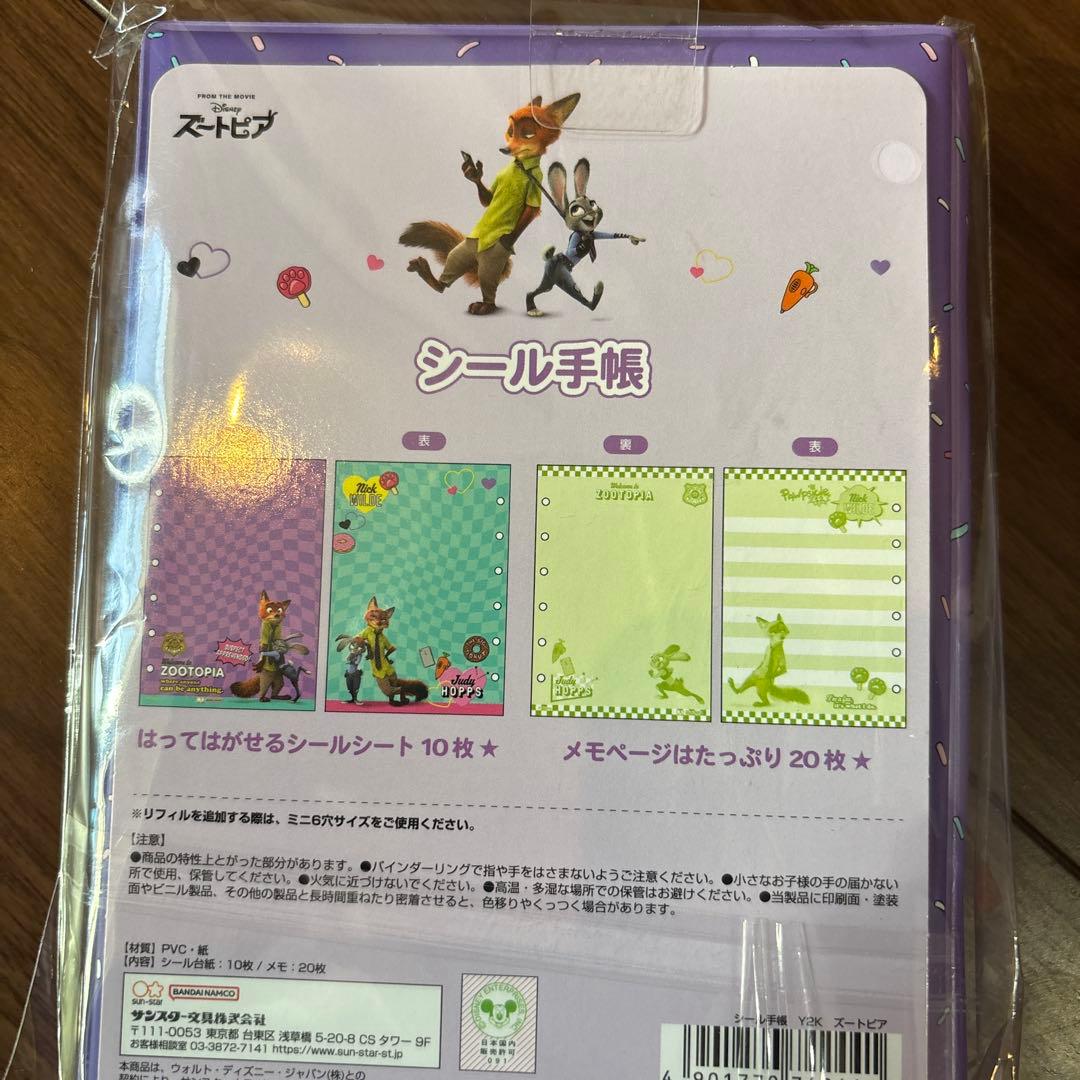 FROM THE MOVIE
Disney
ズートピア
シール手帳
表
裏
表
Nick
WILDE
Welcome to
ZOOTOPIA
Pawpsicle
Nick
WILDE
SUSPECT
APPREHENDED!
Welcome to
ZOOTOPIA
where anyone
can be anything.
Judy
HOPPS
Judy
HOPPS
it's what I do.
はってはがせるシールシート 10枚 ★
メモページはたっぷり 20枚 ★
※リフィルを追加する際は、ミニ6穴サイズをご使用ください。
【注意】
●商品の特性上とがった部分があります。●バインダーリングで指や手をはさまないようご注意ください。●小さなお子様の手の届かない
所で使用、保管してください。●火気に近づけないでください。●高温・多湿な場所での保管はお避けください。●当製品に印刷面・塗装
面やビニル製品、その他の製品と長時間重ねたり密着させると、色移りやくっつく場合があります。
【材質】PVC・紙
【内容】シール台紙：10枚 / メモ：20枚
sun-star
BANDAI NAMCO
サンスター文具株式会社
〒111-0053 東京都 台東区 浅草橋 5-20-8 CS タワー 9F
お客様相談室 03-3872-7141 https://www.sun-star-st.jp
日本国内
販売許可
091
シール手帳 Y2K ズートピア
本商品は、ウォルト・ディズニー・ジャパン(株)との